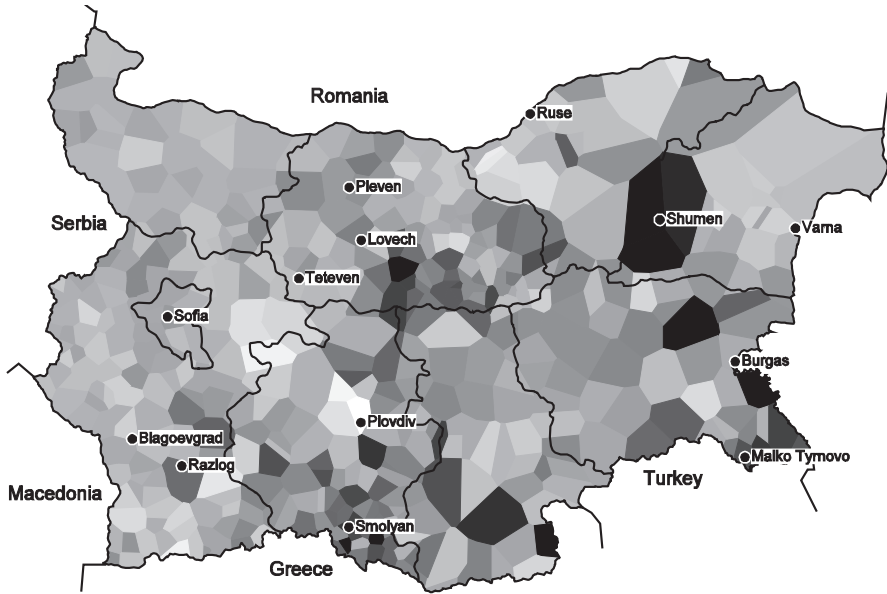 Romania
Ruse
Pleven
Serbia
Shumen
Varna
Lovech
Teteven
Sofia
Burgas
Plovdiv
Blagoevgrad
Malko Tyrnovo
Razlog
Turkey
Macedonia
Smolyan
Greece